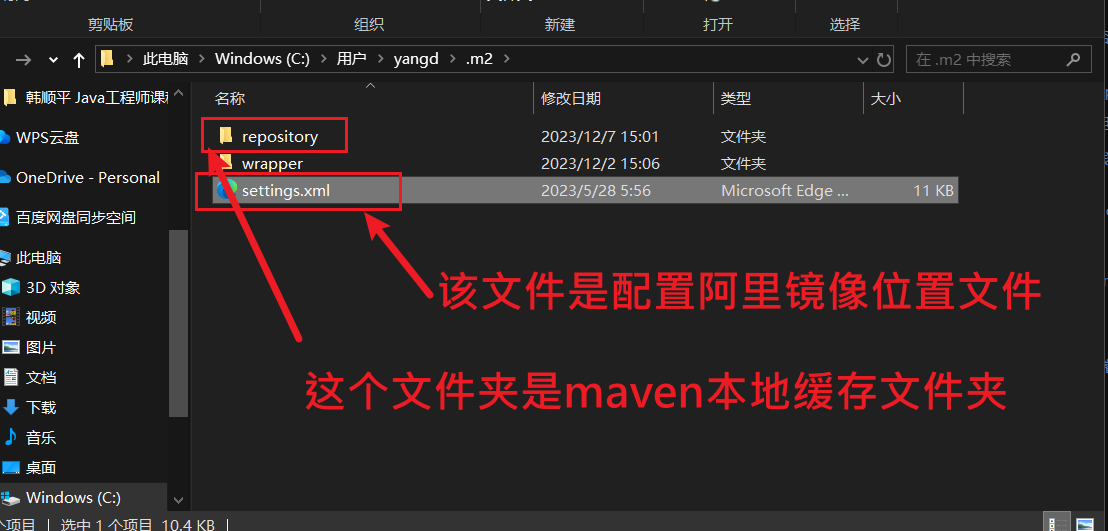 剪贴板 组织 新建 打开 选择
此电脑 Windows (C:) 用户 yangd .m2 在 .m2 中搜索
名称 修改日期 类型 大小
韩顺平 Java工程师课程
WPS云盘
OneDrive - Personal
百度网盘同步空间
此电脑
3D 对象
视频
图片
文档
下载
音乐
桌面
Windows (C:)
repository 2023/12/7 15:01 文件夹
wrapper 2023/12/2 15:06 文件夹
settings.xml 2023/5/28 5:56 Microsoft Edge ... 11 KB
该文件是配置阿里镜像位置文件
这个文件夹是maven本地缓存文件夹
个项目 选中 1 个项目 10.4 KB